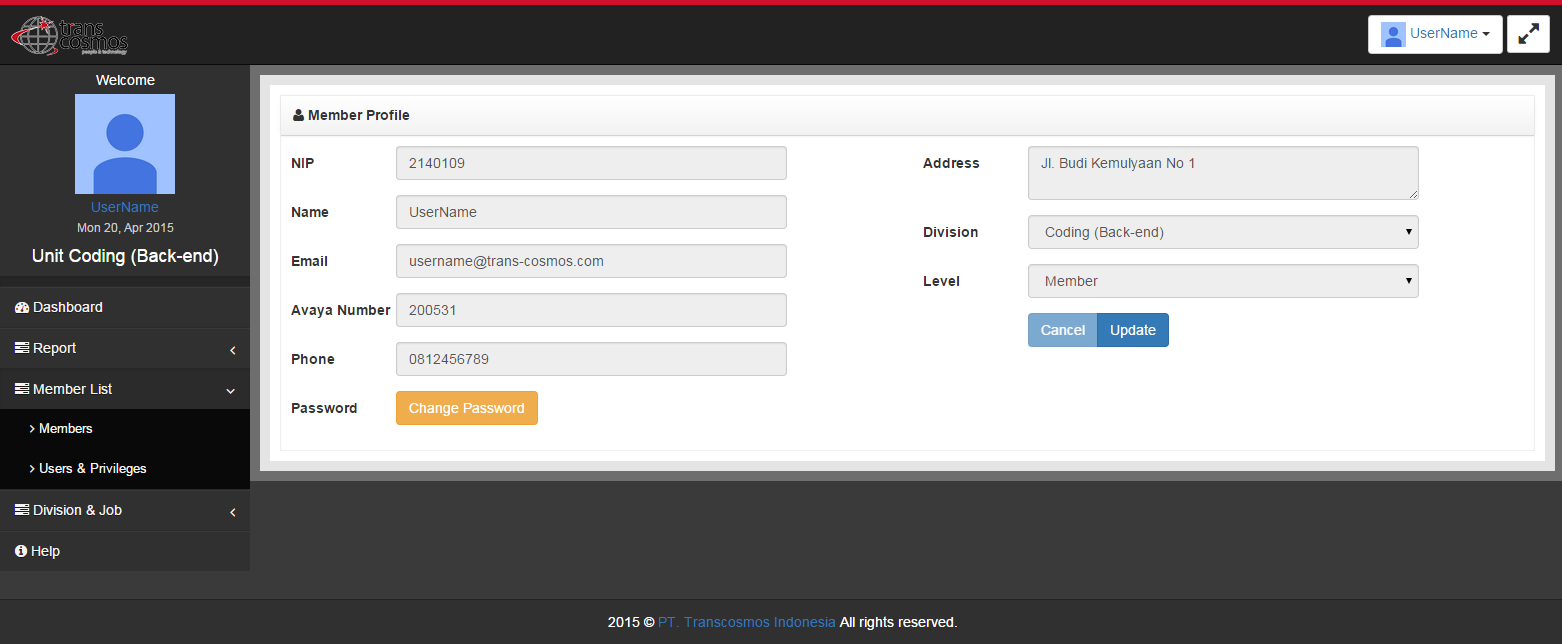 trans
cosmos
people & technology
UserName
Welcome
UserName
Mon 20, Apr 2015
Unit Coding (Back-end)
Dashboard
Report
Member List
Members
Users & Privileges
Division & Job
Help
Member Profile
NIP 2140109
Name UserName
Email username@trans-cosmos.com
Avaya Number 200531
Phone 0812456789
Password Change Password
Address Jl. Budi Kemulyaan No 1
Division Coding (Back-end)
Level Member
Cancel Update
2015 © PT. Transcosmos Indonesia All rights reserved.